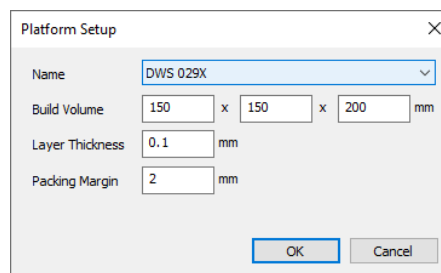 Platform Setup
Name DWS 029X
Build Volume 150 x 150 x 200 mm
Layer Thickness 0.1 mm
Packing Margin 2 mm
OK Cancel